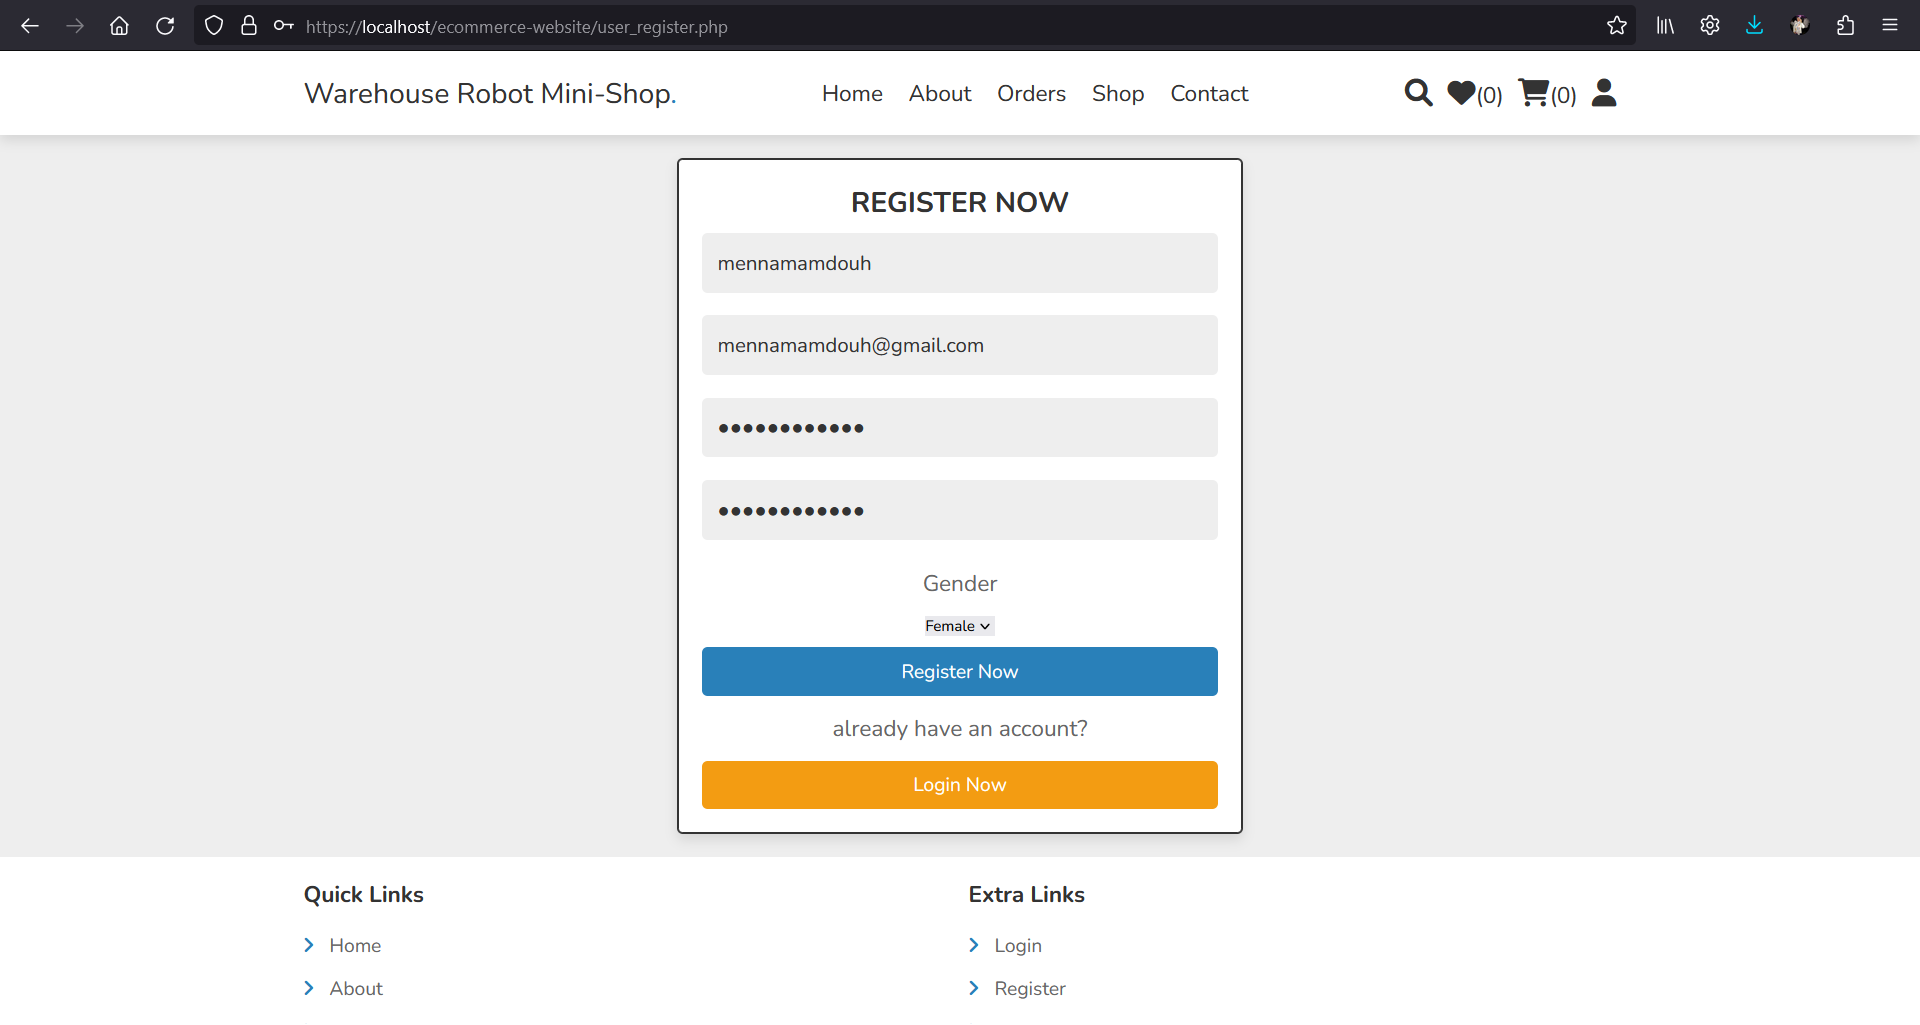 https://localhost/ecommerce-website/user_register.php
Warehouse Robot Mini-Shop.
Home About Orders Shop Contact
(0) (0)
REGISTER NOW
mennamamdouh
mennamamdouh@gmail.com
••••••••••••
••••••••••••
Gender
Female
Register Now
already have an account?
Login Now
Quick Links
Home
About
Extra Links
Login
Register